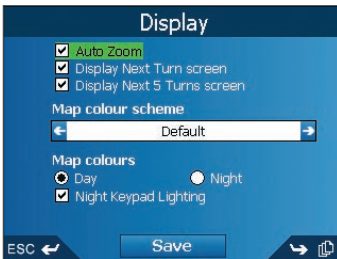 Display
Auto Zoom
Display Next Turn screen
Display Next 5 Turns screen
Map colour scheme
Default
Map colours
Day Night
Night Keypad Lighting
ESC Save